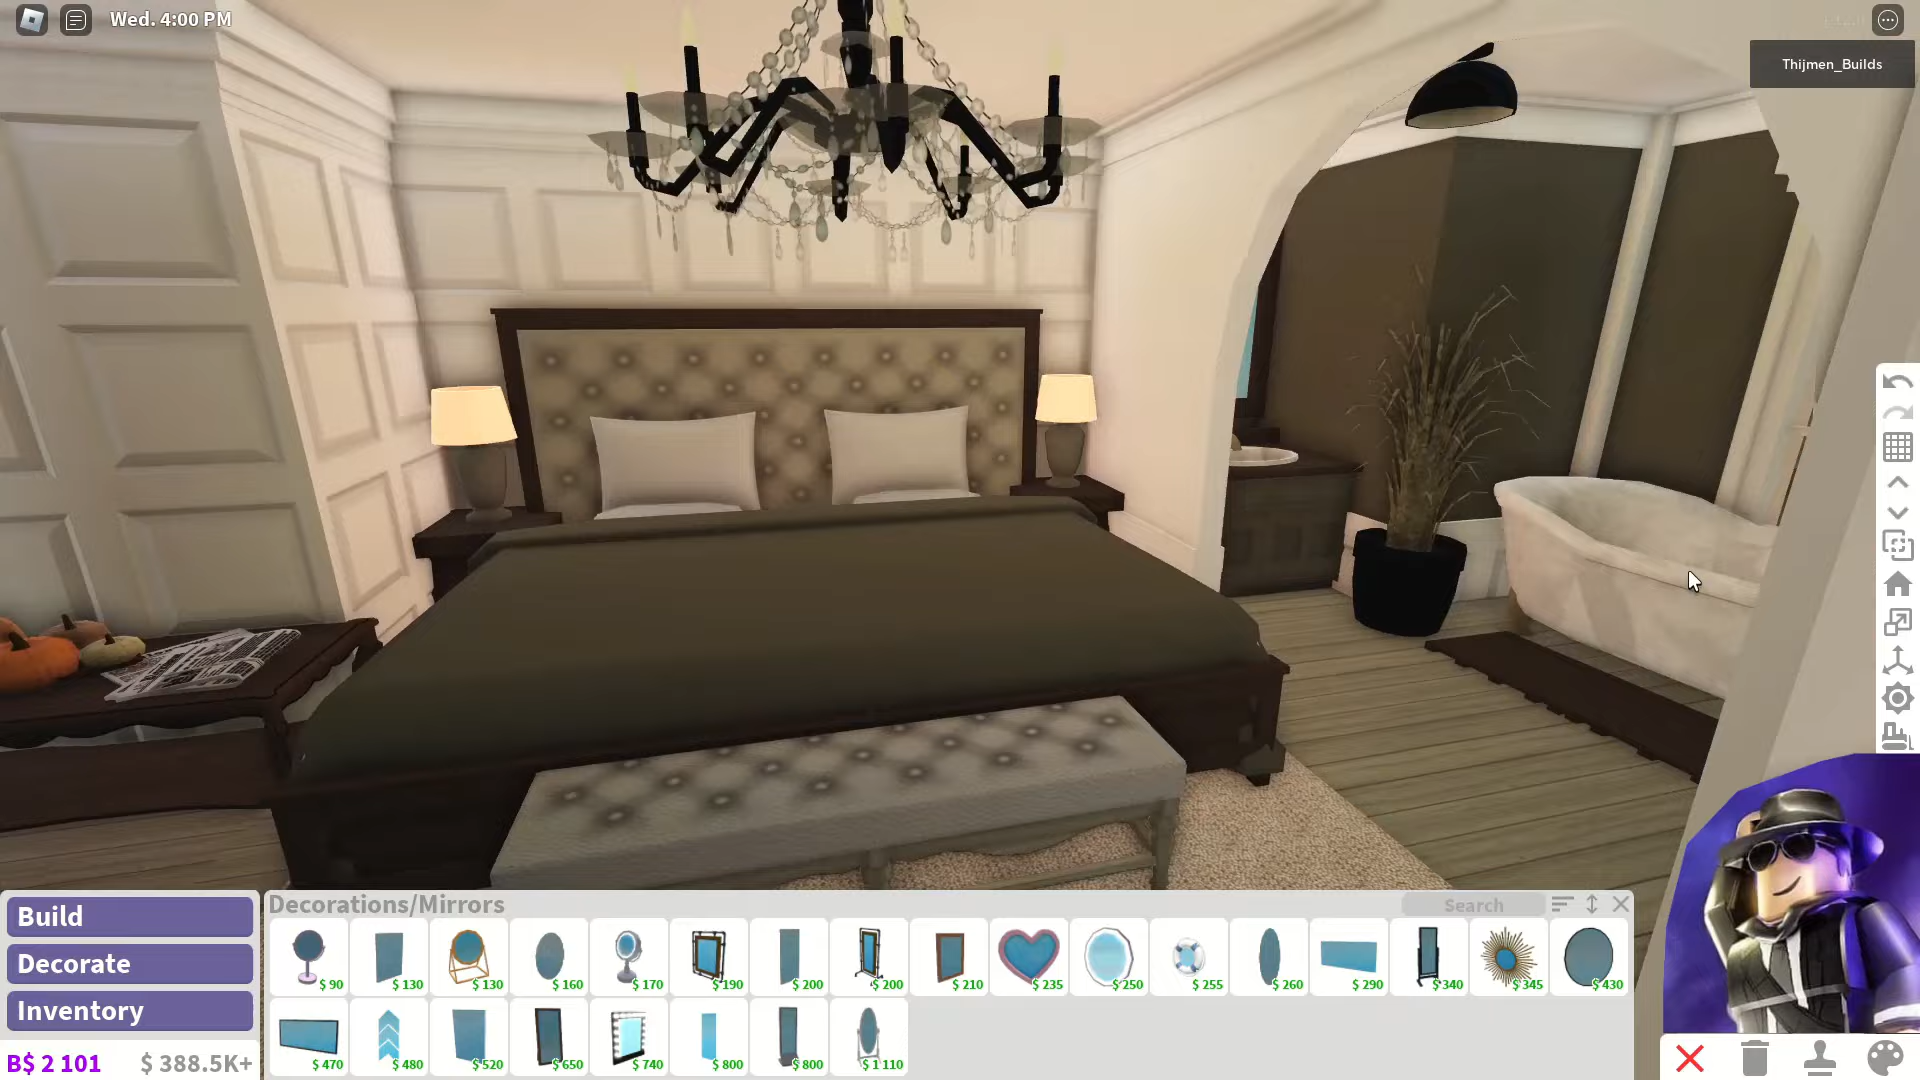 Wed. 4:00 PM
Thijmen_Builds
Build
Decorate
Inventory
B$ 2 101
$ 388.5K+
Decorations/Mirrors
Search
$ 90
$ 130
$ 130
$ 160
$ 170
$ 190
$ 200
$ 200
$ 210
$ 235
$ 250
$ 255
$ 260
$ 290
$ 340
$ 345
$ 430
$ 470
$ 480
$ 520
$ 650
$ 740
$ 800
$ 800
$ 1 110